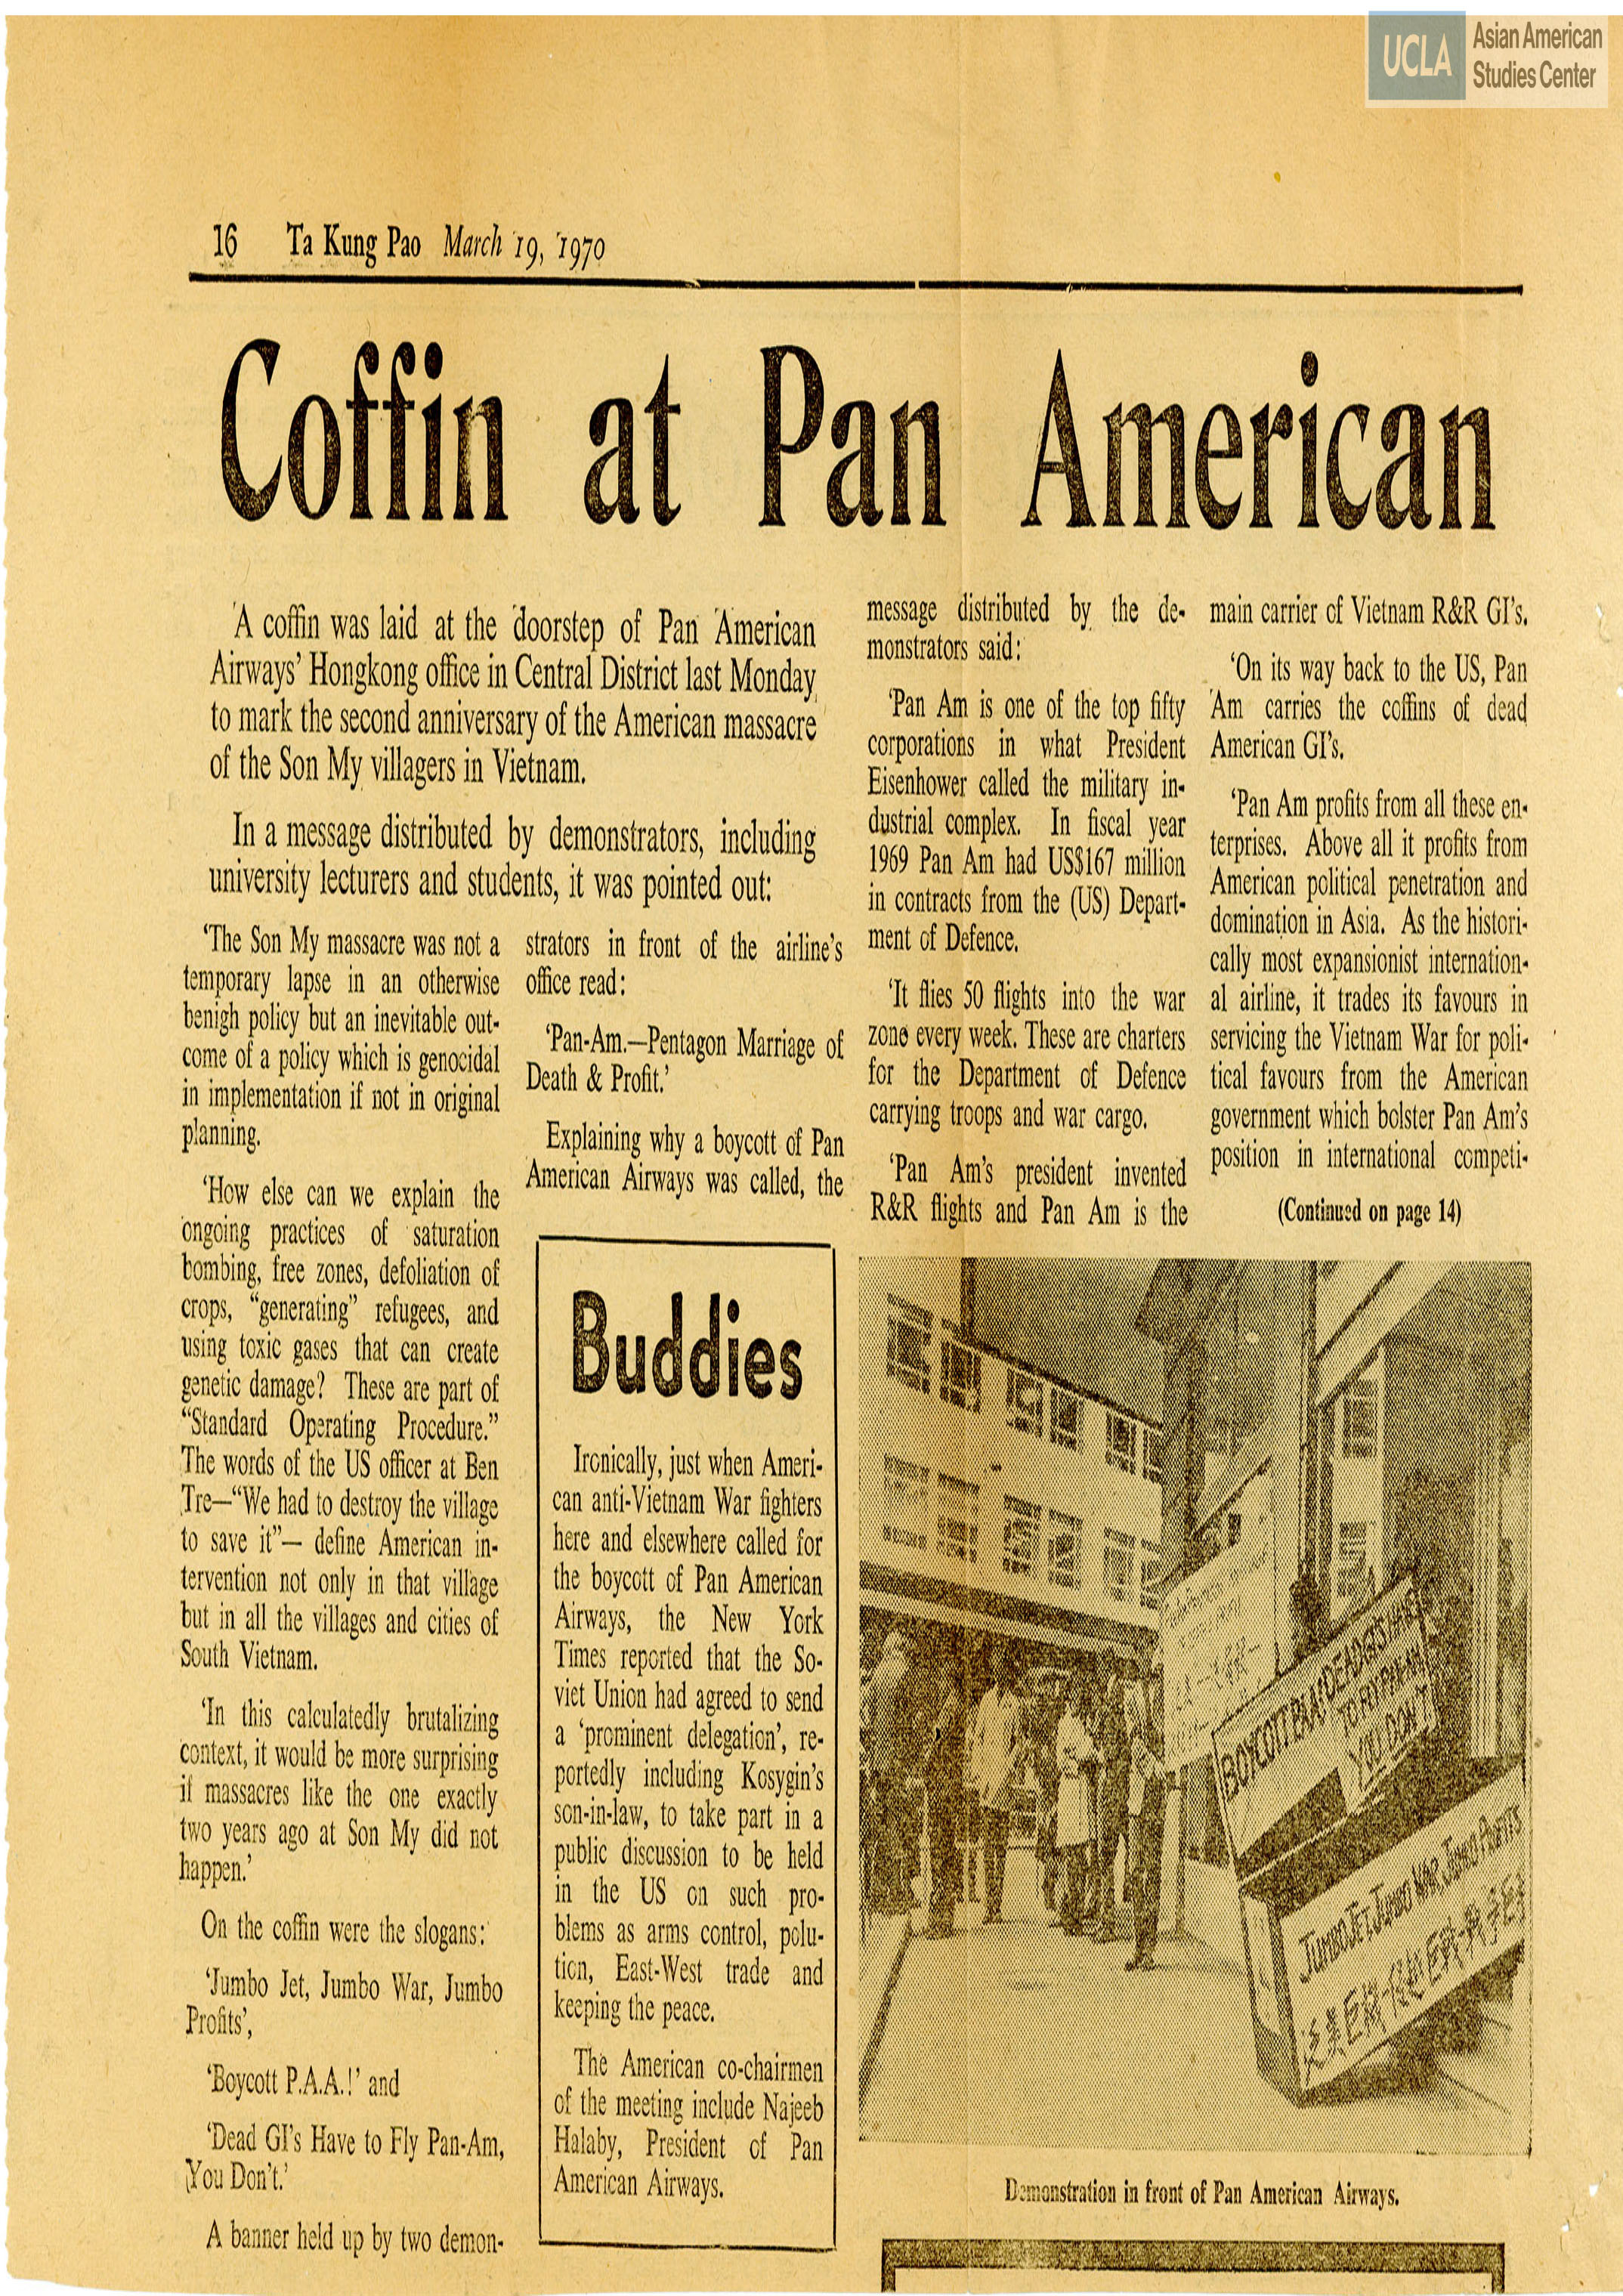 UCLA
Asian American
Studies Center
16 Ta Kung Pao March 19, 1970
Coffin at Pan American
A coffin was laid at the doorstep of Pan American
Airways' Hongkong office in Central District last Monday
to mark the second anniversary of the American massacre
of the Son My villagers in Vietnam.
In a message distributed by demonstrators, including
university lecturers and students, it was pointed out:
'The Son My massacre was not a
temporary lapse in an otherwise
benigh policy but an inevitable out-
come of a policy which is genocidal
in implementation if not in original
planning.
'How else can we explain the
ongoing practices of saturation
bombing, free zones, defoliation of
crops, "generating" refugees, and
using toxic gases that can create
genetic damage? These are part of
"Standard Operating Procedure."
The words of the US officer at Ben
Tre—"We had to destroy the village
to save it"— define American in-
tervention not only in that village
but in all the villages and cities of
South Vietnam.
'In this calculatedly brutalizing
context, it would be more surprising
if massacres like the one exactly
two years ago at Son My did not
happen.'
On the coffin were the slogans:
'Jumbo Jet, Jumbo War, Jumbo
Profits',
'Boycott P.A.A.!' and
'Dead GI's Have to Fly Pan-Am,
You Don't.'
A banner held up by two demon-
strators in front of the airline's
office read:
'Pan-Am.—Pentagon Marriage of
Death & Profit.'
Explaining why a boycott of Pan
American Airways was called, the
message distributed by the de-
monstrators said:
'Pan Am is one of the top fifty
corporations in what President
Eisenhower called the military in-
dustrial complex. In fiscal year
1969 Pan Am had US$167 million
in contracts from the (US) Depart-
ment of Defence.
'It flies 50 flights into the war
zone every week. These are charters
for the Department of Defence
carrying troops and war cargo.
'Pan Am's president invented
R&R flights and Pan Am is the
main carrier of Vietnam R&R GI's.
'On its way back to the US, Pan
Am carries the coffins of dead
American GI's.
'Pan Am profits from all these en-
terprises. Above all it profits from
American political penetration and
domination in Asia. As the histori-
cally most expansionist internation-
al airline, it trades its favours in
servicing the Vietnam War for poli-
tical favours from the American
government which bolster Pan Am's
position in international competi-
(Continued on page 14)
Buddies
Ironically, just when Ameri-
can anti-Vietnam War fighters
here and elsewhere called for
the boycott of Pan American
Airways, the New York
Times reported that the So-
viet Union had agreed to send
a 'prominent delegation', re-
portedly including Kosygin's
son-in-law, to take part in a
public discussion to be held
in the US on such pro-
blems as arms control, polu-
tion, East-West trade and
keeping the peace.
The American co-chairmen
of the meeting include Najeeb
Halaby, President of Pan
American Airways.
BOYCOTT P.A.A! DEAD GI'S HAVE
TO FLY PAN-AM
YOU DON'T
JUMBO JET JUMBO WAR, JUMBO PROFITS
Demonstration in front of Pan American Airways.